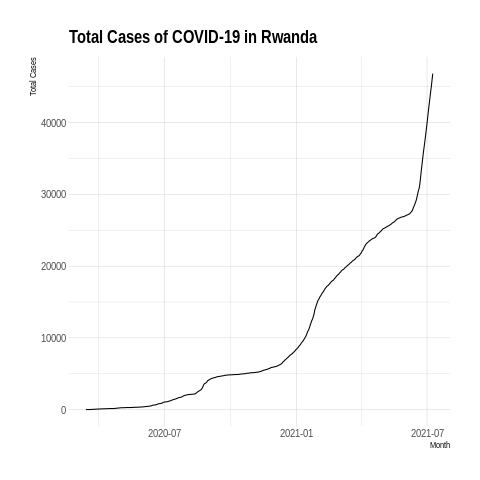 Total Cases of COVID-19 in Rwanda
Total Cases
40000
30000
20000
10000
0
2020-07 2021-01 2021-07
Month